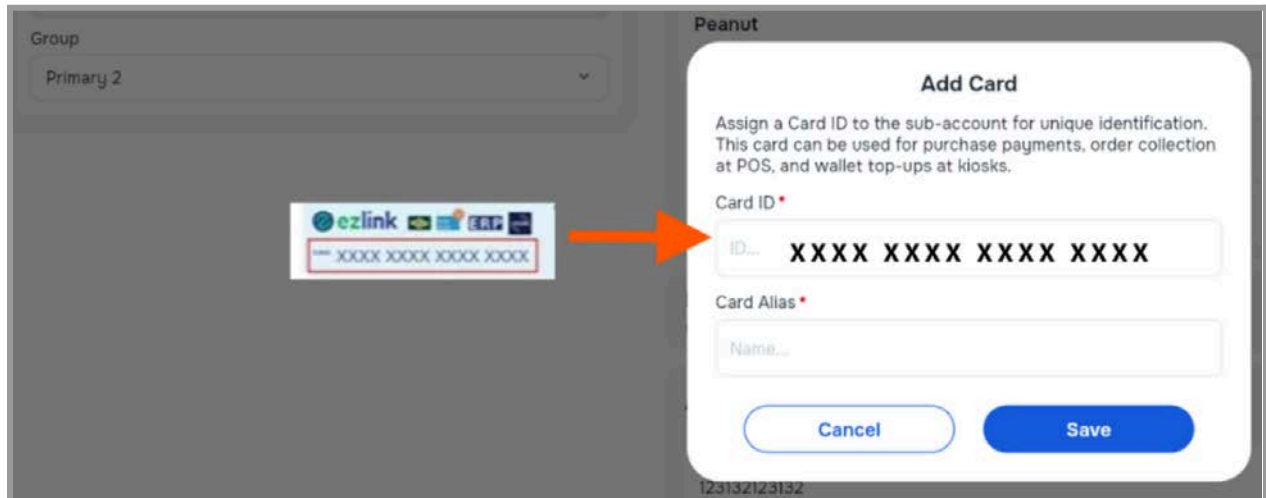 Group
Primary 2
ezlink
ERP
XXXX XXXX XXXX XXXX
Peanut
Add Card
Assign a Card ID to the sub-account for unique identification.
This card can be used for purchase payments, order collection
at POS, and wallet top-ups at kiosks.
Card ID *
ID... XXXX XXXX XXXX XXXX
Card Alias *
Name...
Cancel
Save
123132123132